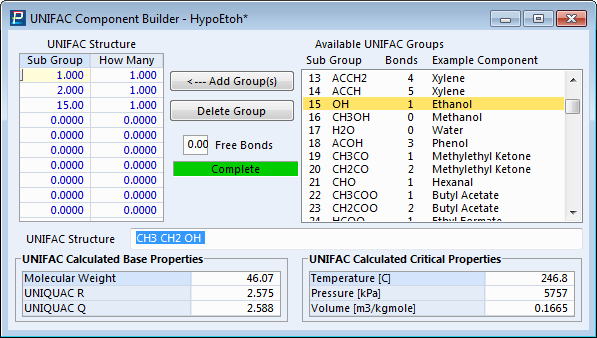 UNIFAC Component Builder - HypoEtoh*
UNIFAC Structure
Sub Group How Many
1.000 1.000
2.000 1.000
15.00 1.000
0.0000 0.0000
0.0000 0.0000
0.0000 0.0000
0.0000 0.0000
0.0000 0.0000
0.0000 0.0000
0.0000 0.0000
<--- Add Group(s)
Delete Group
0.00 Free Bonds
Complete
Available UNIFAC Groups
Sub Group Bonds Example Component
13 ACCH2 4 Xylene
14 ACCH 5 Xylene
15 OH 1 Ethanol
16 CH3OH 0 Methanol
17 H2O 0 Water
18 ACOH 3 Phenol
19 CH3CO 1 Methylethyl Ketone
20 CH2CO 2 Methylethyl Ketone
21 CHO 1 Hexanal
22 CH3COO 1 Butyl Acetate
23 CH2COO 2 Butyl Acetate
24 HCOO 1 Ethyl Formate
UNIFAC Structure CH3 CH2 OH
UNIFAC Calculated Base Properties
Molecular Weight 46.07
UNIQUAC R 2.575
UNIQUAC Q 2.588
UNIFAC Calculated Critical Properties
Temperature [C] 246.8
Pressure [kPa] 5757
Volume [m3/kgmole] 0.1665